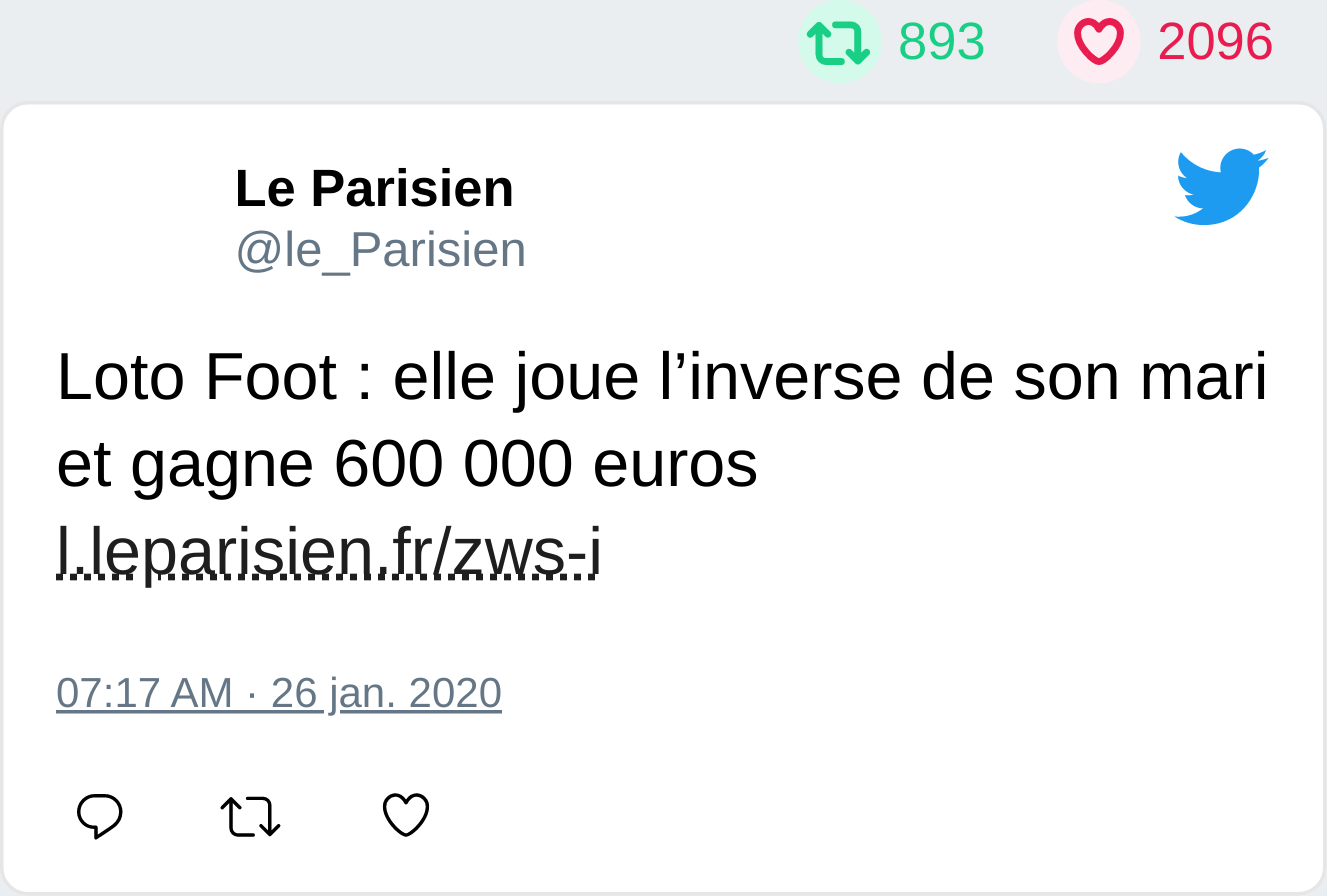 893 2096
Le Parisien
@le_Parisien
Loto Foot : elle joue l’inverse de son mari
et gagne 600 000 euros
l.leparisien.fr/zws-i
07:17 AM · 26 jan. 2020